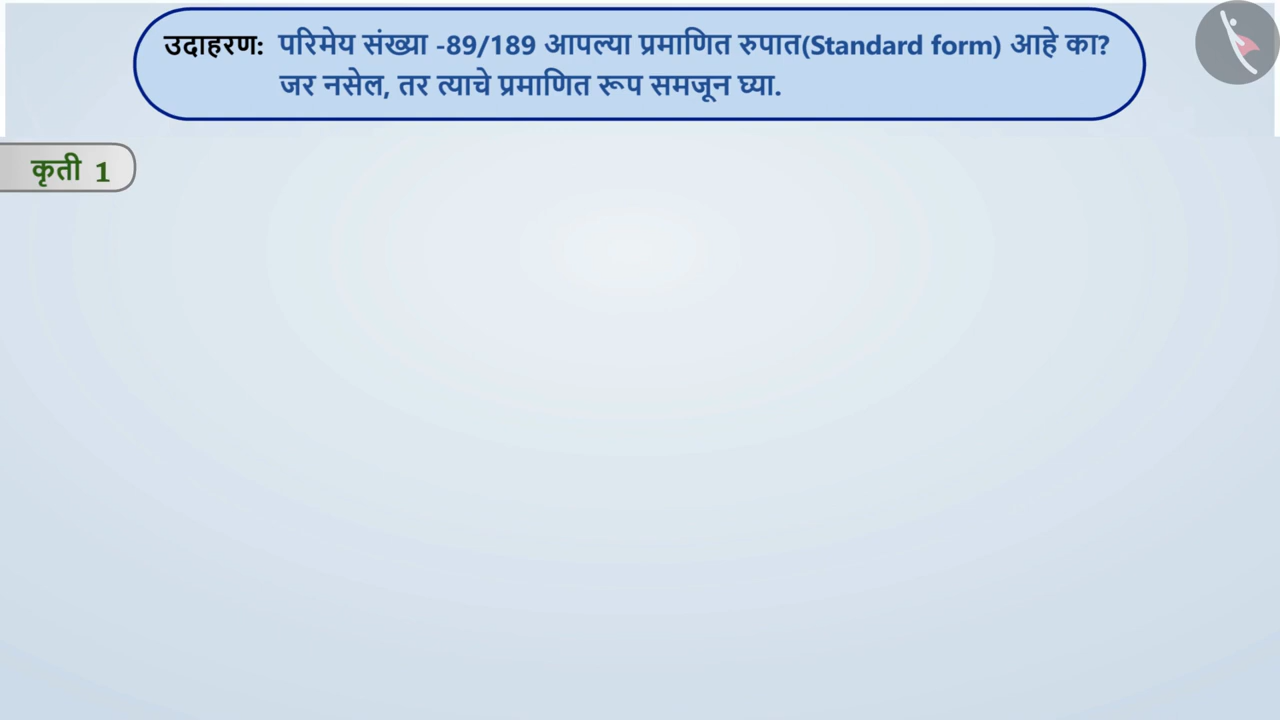 उदाहरण: परिमेय संख्या -89/189 आपल्या प्रमाणित रुपात(Standard form) आहे का?
जर नसेल, तर त्याचे प्रमाणित रूप समजून घ्या.
कृती 1